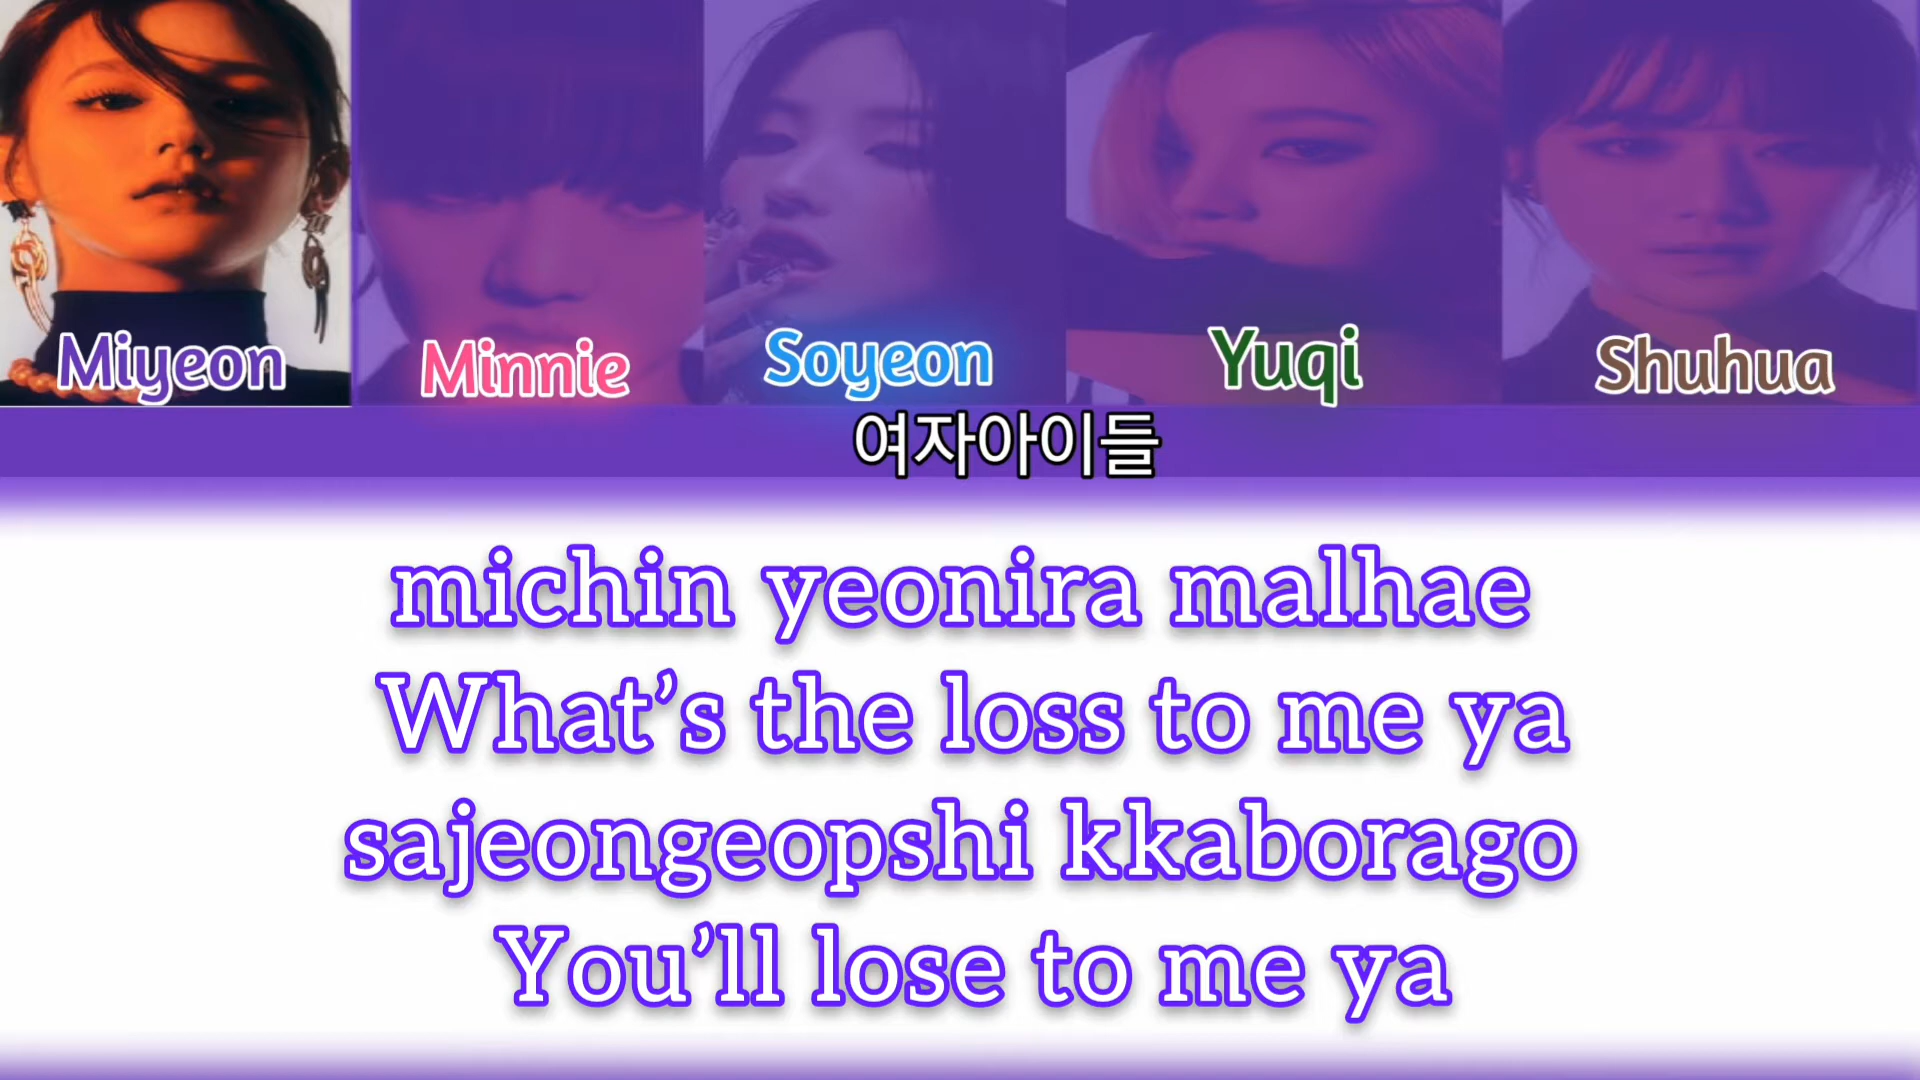 Miyeon Minnie Soyeon Yuqi Shuhua
여자아이들
michin yeonira malhae
What’s the loss to me ya
sajeongeopshi kkaborago
You’ll lose to me ya